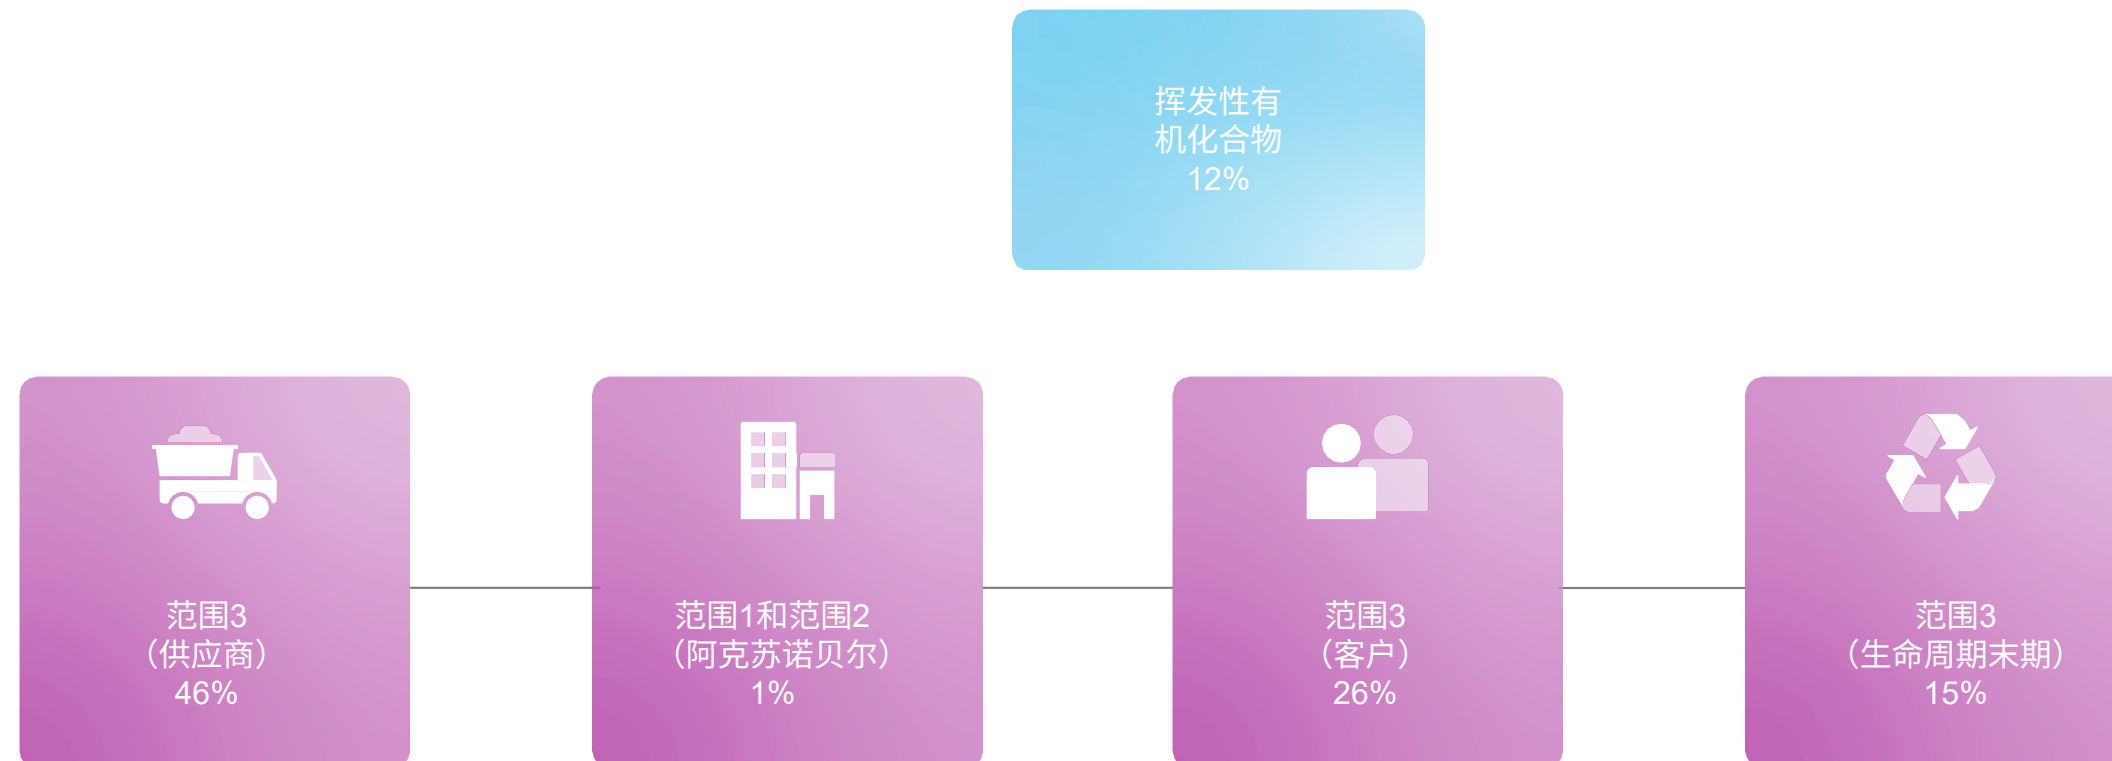 挥发性有
机化合物
12%
范围3
（供应商）
46%
范围1和范围2
（阿克苏诺贝尔）
1%
范围3
（客户）
26%
范围3
（生命周期末期）
15%